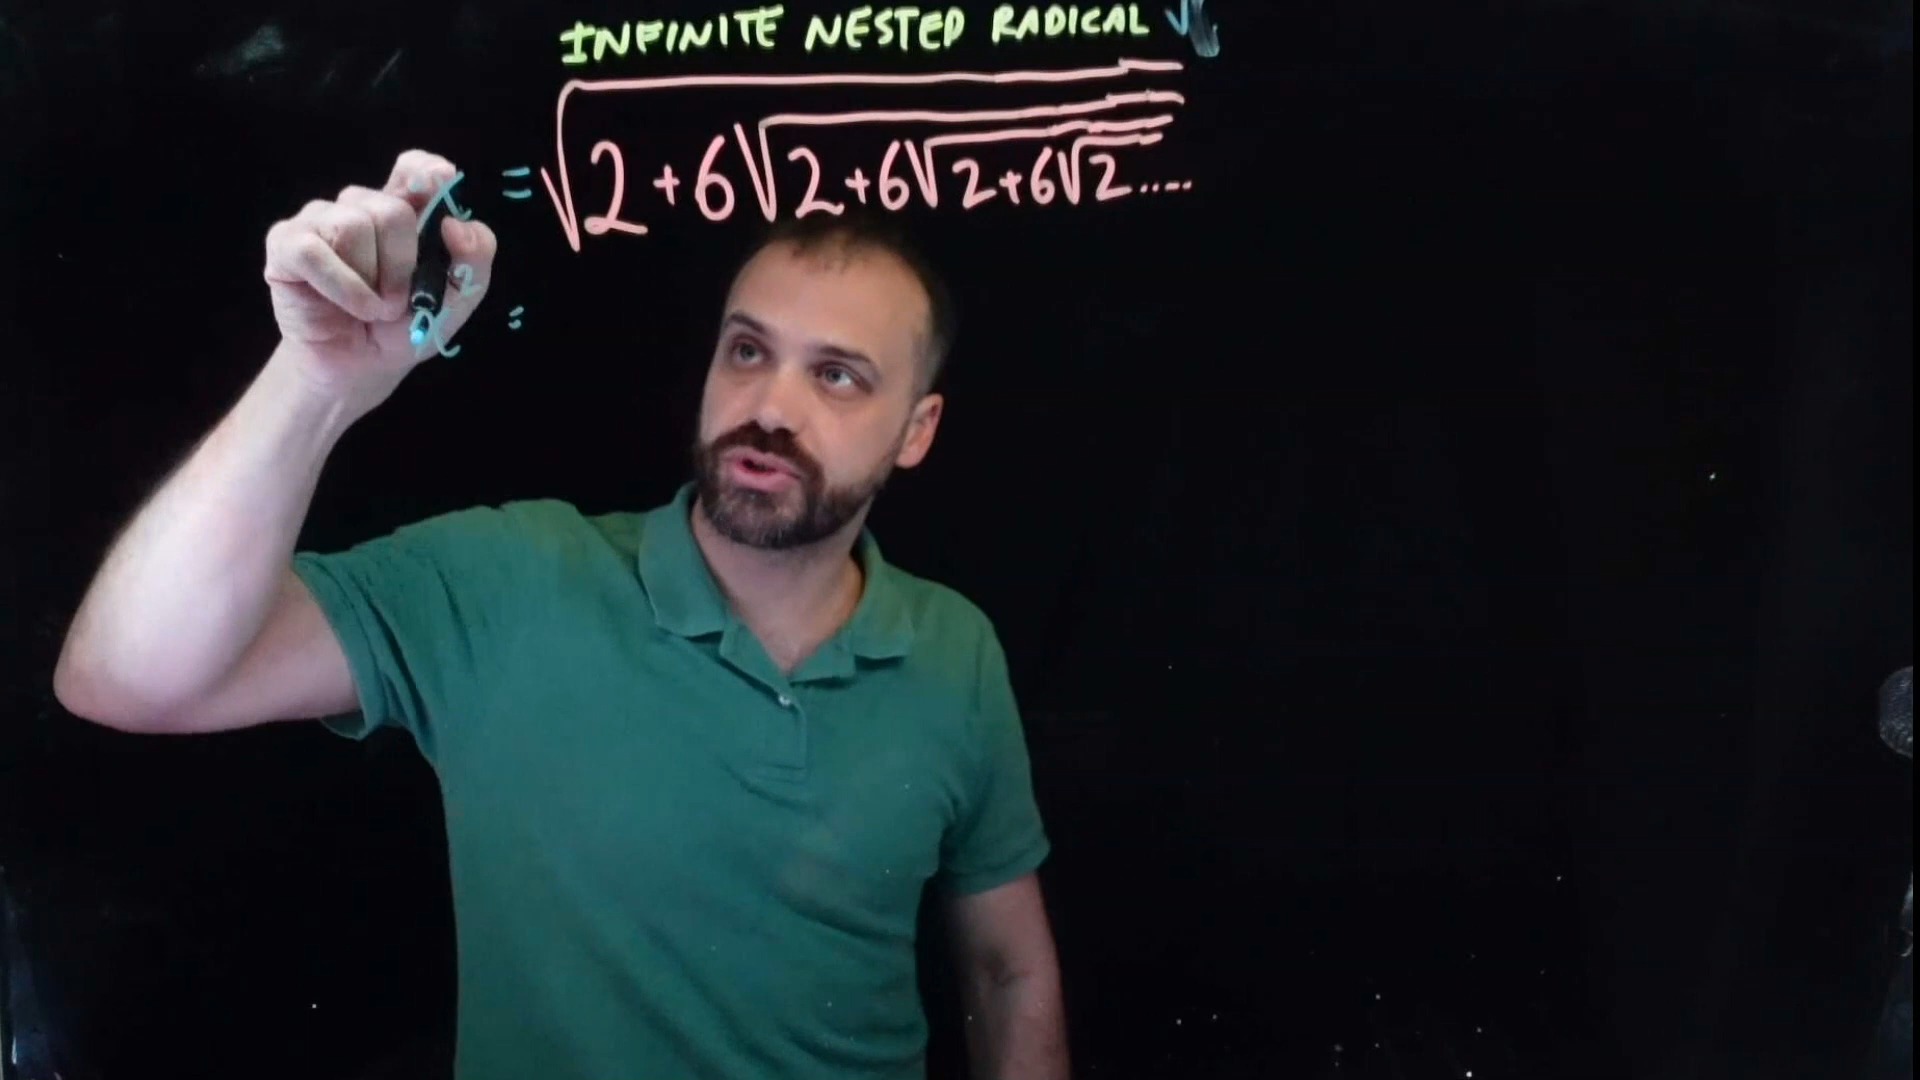 INFINITE NESTED RADICAL √
x = √2+6√2+6√2+6√2....
x² =